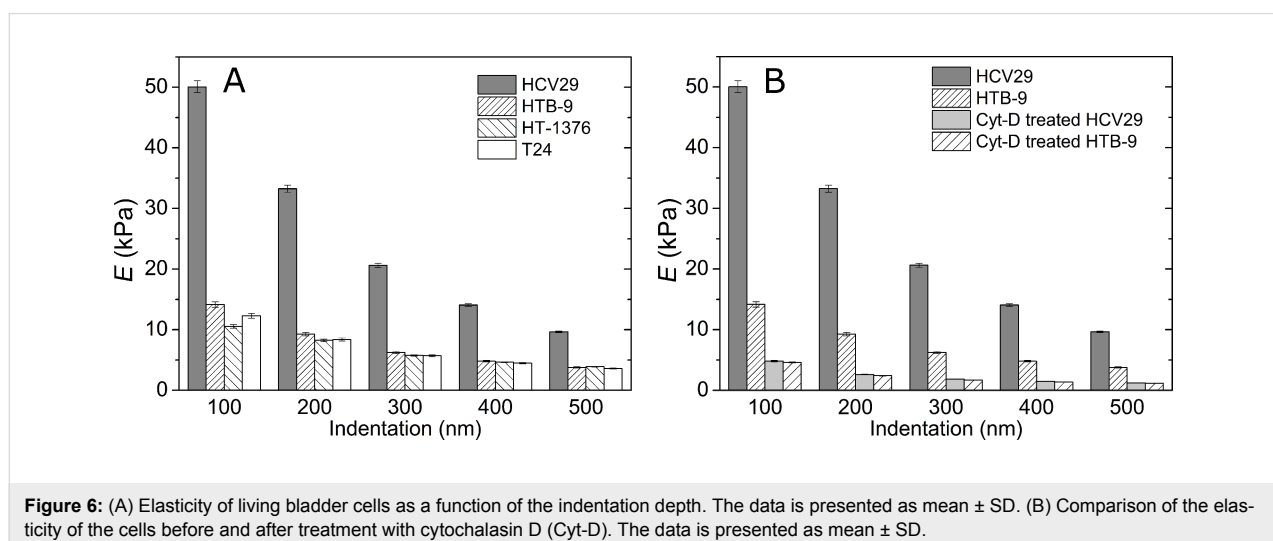 A
HCV29
HTB-9
HT-1376
T24
50
40
30
20
10
0
E (kPa)
100 200 300 400 500
Indentation (nm)
B
HCV29
HTB-9
Cyt-D treated HCV29
Cyt-D treated HTB-9
50
40
30
20
10
0
E (kPa)
100 200 300 400 500
Indentation (nm)
Figure 6: (A) Elasticity of living bladder cells as a function of the indentation depth. The data is presented as mean ± SD. (B) Comparison of the elas-
ticity of the cells before and after treatment with cytochalasin D (Cyt-D). The data is presented as mean ± SD.